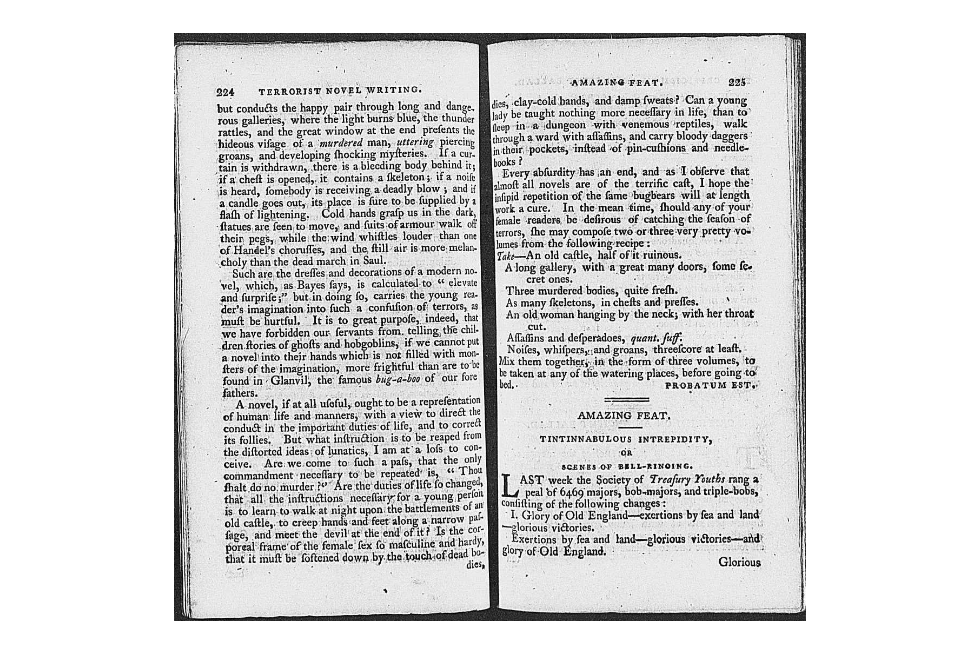 224 TERRORIST NOVEL WRITING.
but conducts the happy pair through long and dange.
rous galleries, where the light burns blue, the thunder
rattles, and the great window at the end presents the
hideous visage of a murdered man, uttering piercing
groans, and developing shocking mysteries. If a cur-
tain is withdrawn, there is a bleeding body behind it;
if a chest is opened, it contains a skeleton; if a noise
is heard, somebody is receiving a deadly blow; and if
a candle goes out, its place is sure to be supplied by a
flash of lightening. Cold hands grasp us in the dark,
statues are seen to move, and suits of armour walk off
their pegs, while the wind whistles louder than one
of Handel's chorusses, and the still air is more melan-
choly than the dead march in Saul.
Such are the dresses and decorations of a modern no-
vel, which, as Bayes says, is calculated to " elevate
and surprise;" but in doing so, carries the young rea-
der's imagination into such a confusion of terrors, as
must be hurtful. It is to great purpose, indeed, that
we have forbidden our servants from telling the chil-
dren stories of ghosts and hobgoblins, if we cannot put
a novel into their hands which is not filled with mon-
sters of the imagination, more frightful than are to be
found in Glanvil, the famous bug-a-boo of our fore
fathers.
A novel, if at all useful, ought to be a representation
of human life and manners, with a view to direct the
conduct in the important duties of life, and to correct
its follies. But what instruction is to be reaped from
the distorted ideas of lunatics, I am at a loss to con-
ceive. Are we come to such a pass, that the only
commandment necessary to be repeated is, " Thou
shalt do no murder?" Are the duties of life so changed,
that all the instructions necessary for a young person
is to learn to walk at night upon the battlements of an
old castle, to creep hands and feet along a narrow pas-
sage, and meet the devil at the end of it? Is the cor-
poreal frame of the female sex so masculine and hardy,
that it must be softened down by the touch of dead bo-
dies,
AMAZING FEAT. 225
dies, clay-cold hands, and damp sweats? Can a young
lady be taught nothing more necessary in life, than to
sleep in a dungeon with venemous reptiles, walk
through a ward with assassins, and carry bloody daggers
in their pockets, instead of pin-cushions and needle-
books?
Every absurdity has an end, and as I observe that
almost all novels are of the terrific cast, I hope the
insipid repetition of the same bugbears will at length
work a cure. In the mean time, should any of your
female readers be desirous of catching the season of
terrors, she may compose two or three very pretty vo-
lumes from the following recipe:
Take—An old castle, half of it ruinous.
A long gallery, with a great many doors, some se-
cret ones.
Three murdered bodies, quite fresh.
As many skeletons, in chests and presses.
An old woman hanging by the neck; with her throat
cut.
Assassins and desperadoes, quant. suff.
Noises, whispers, and groans, threescore at least.
Mix them together, in the form of three volumes, to
be taken at any of the watering places, before going to
bed. PROBATUM EST.
AMAZING FEAT.
TINTINNABULOUS INTREPIDITY,
OR
SCENES OF BELL-RINGING.
LAST week the Society of Treasury Youths rang a
peal of 6469 majors, bob-majors, and triple-bobs,
consisting of the following changes:
I. Glory of Old England—exertions by sea and land
—glorious victories.
Exertions by sea and land—glorious victories—and
glory of Old England.
Glorious